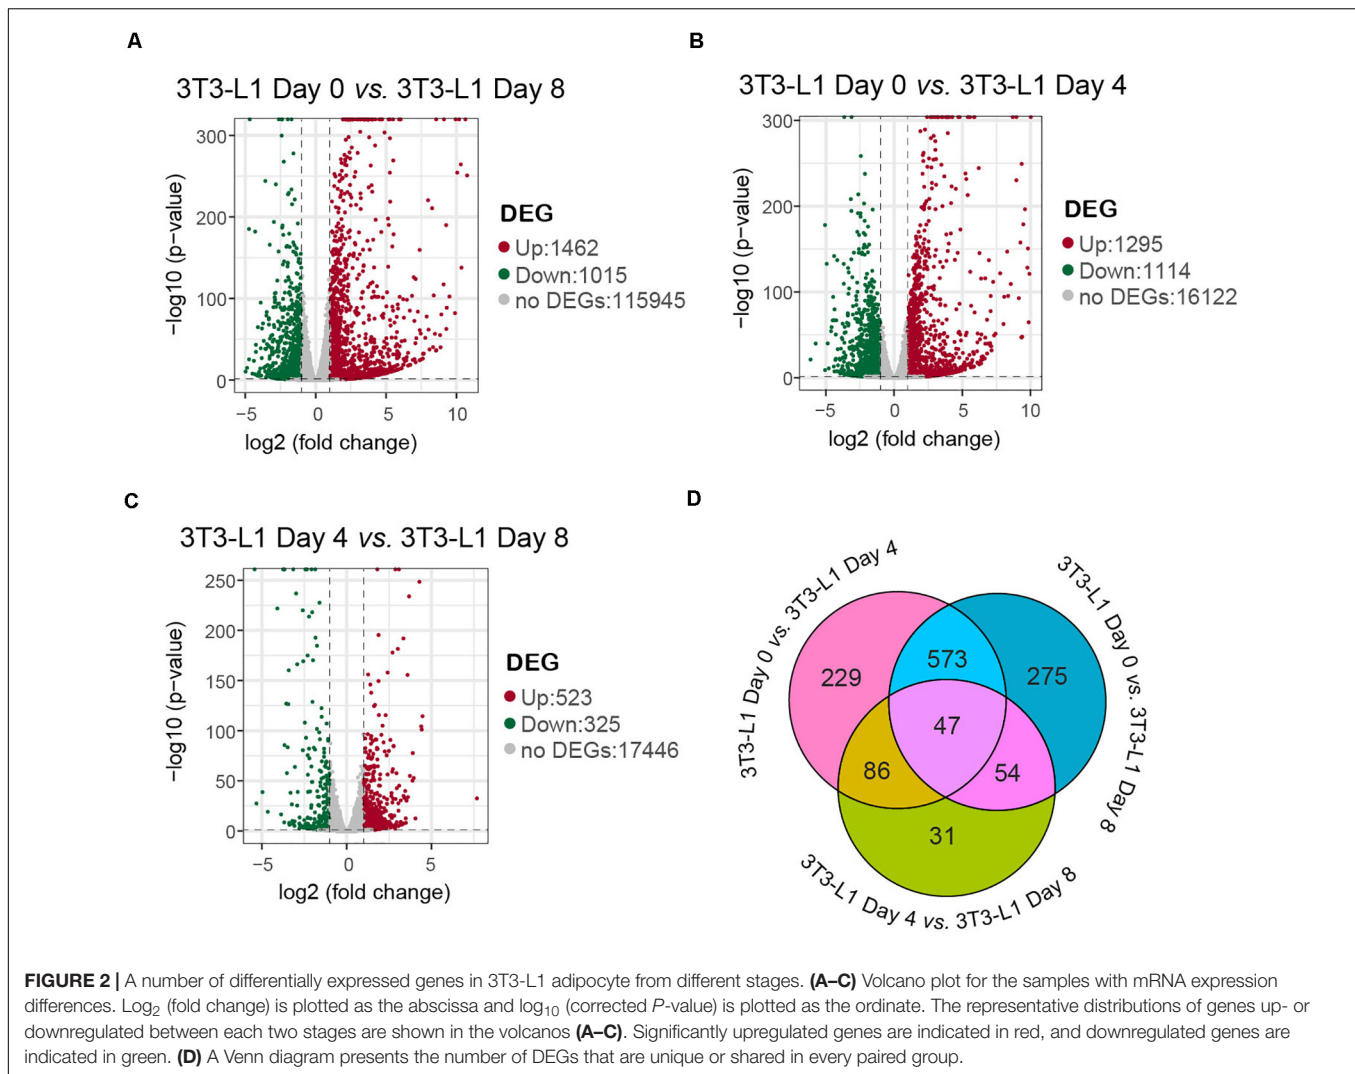 A
3T3-L1 Day 0 vs. 3T3-L1 Day 8
300
200
100
0
−log10 (p−value)
−5
0
5
10
log2 (fold change)
DEG
Up:1462
Down:1015
no DEGs:115945
B
3T3-L1 Day 0 vs. 3T3-L1 Day 4
300
200
100
0
−log10 (p−value)
−5
0
5
10
log2 (fold change)
DEG
Up:1295
Down:1114
no DEGs:16122
C
3T3-L1 Day 4 vs. 3T3-L1 Day 8
250
200
150
100
50
0
−log10 (p−value)
−5
0
5
log2 (fold change)
DEG
Up:523
Down:325
no DEGs:17446
D
3T3-L1 Day 0 vs. 3T3-L1 Day 4
3T3-L1 Day 0 vs. 3T3-L1 Day 8
229
573
275
47
86
54
31
3T3-L1 Day 4 vs. 3T3-L1 Day 8
FIGURE 2 | A number of differentially expressed genes in 3T3-L1 adipocyte from different stages. (A–C) Volcano plot for the samples with mRNA expression
differences. Log2 (fold change) is plotted as the abscissa and log10 (corrected P-value) is plotted as the ordinate. The representative distributions of genes up- or
downregulated between each two stages are shown in the volcanos (A–C). Significantly upregulated genes are indicated in red, and downregulated genes are
indicated in green. (D) A Venn diagram presents the number of DEGs that are unique or shared in every paired group.